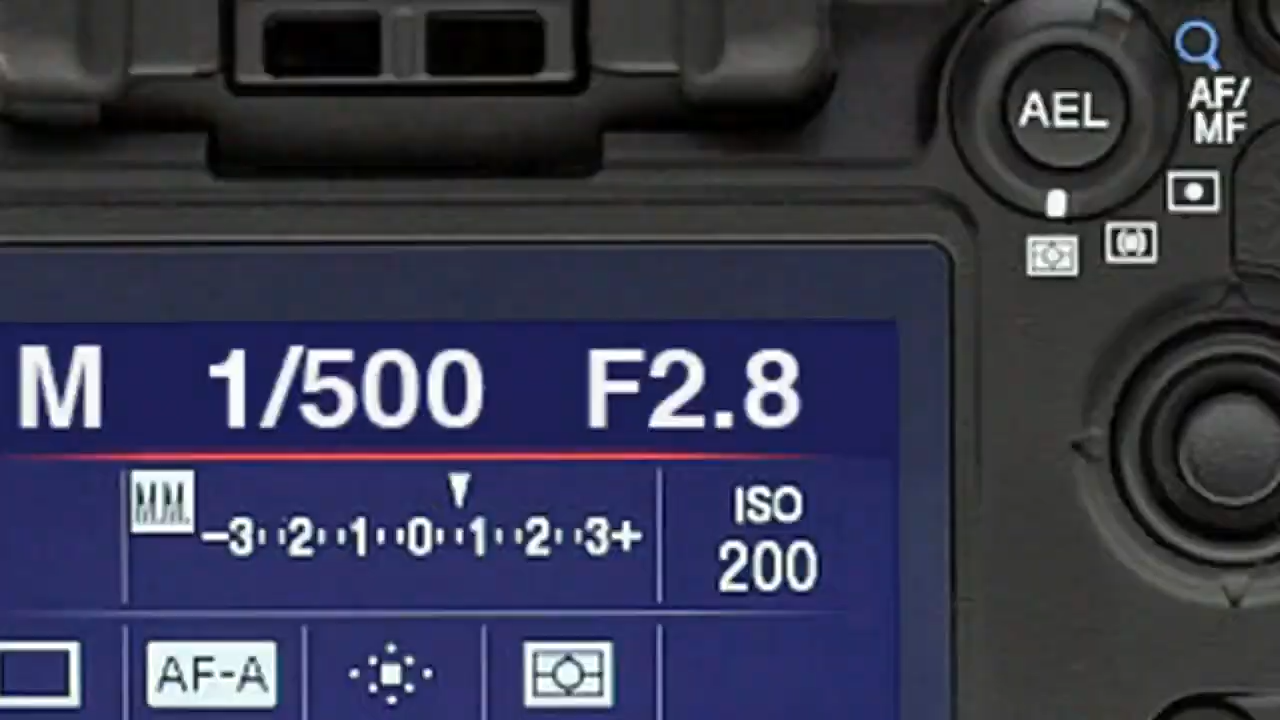 AEL
AF/
MF
M 1/500 F2.8
M.M.
−3··2··1··0··1··2··3+
ISO
200
AF-A